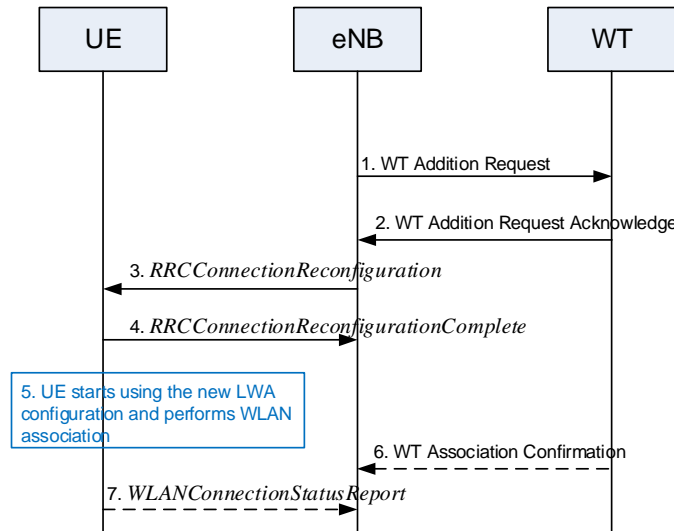 UE
eNB
WT
1. WT Addition Request
2. WT Addition Request Acknowledge
3. RRCConnectionReconfiguration
4. RRCConnectionReconfigurationComplete
5. UE starts using the new LWA
configuration and performs WLAN
association
6. WT Association Confirmation
7. WLANConnectionStatusReport